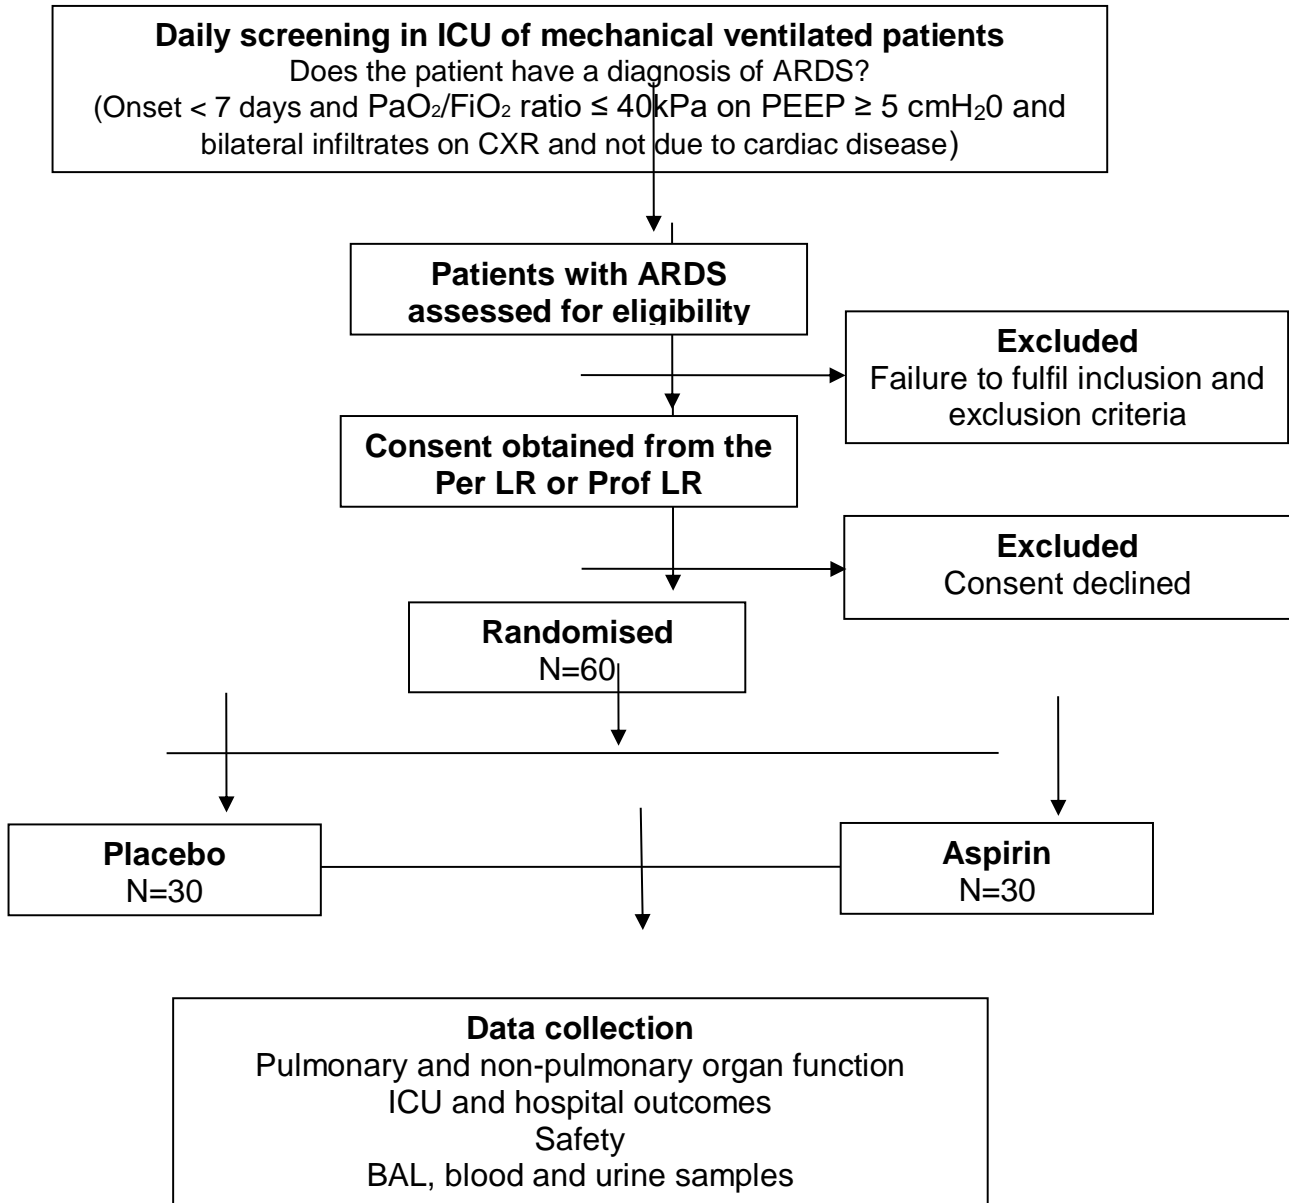 Daily screening in ICU of mechanical ventilated patients
Does the patient have a diagnosis of ARDS?
(Onset < 7 days and PaO₂/FiO₂ ratio ≤ 40kPa on PEEP ≥ 5 cmH₂0 and
bilateral infiltrates on CXR and not due to cardiac disease)
Patients with ARDS
assessed for eligibility
Excluded
Failure to fulfil inclusion and
exclusion criteria
Consent obtained from the
Per LR or Prof LR
Excluded
Consent declined
Randomised
N=60
Placebo
N=30
Aspirin
N=30
Data collection
Pulmonary and non-pulmonary organ function
ICU and hospital outcomes
Safety
BAL, blood and urine samples